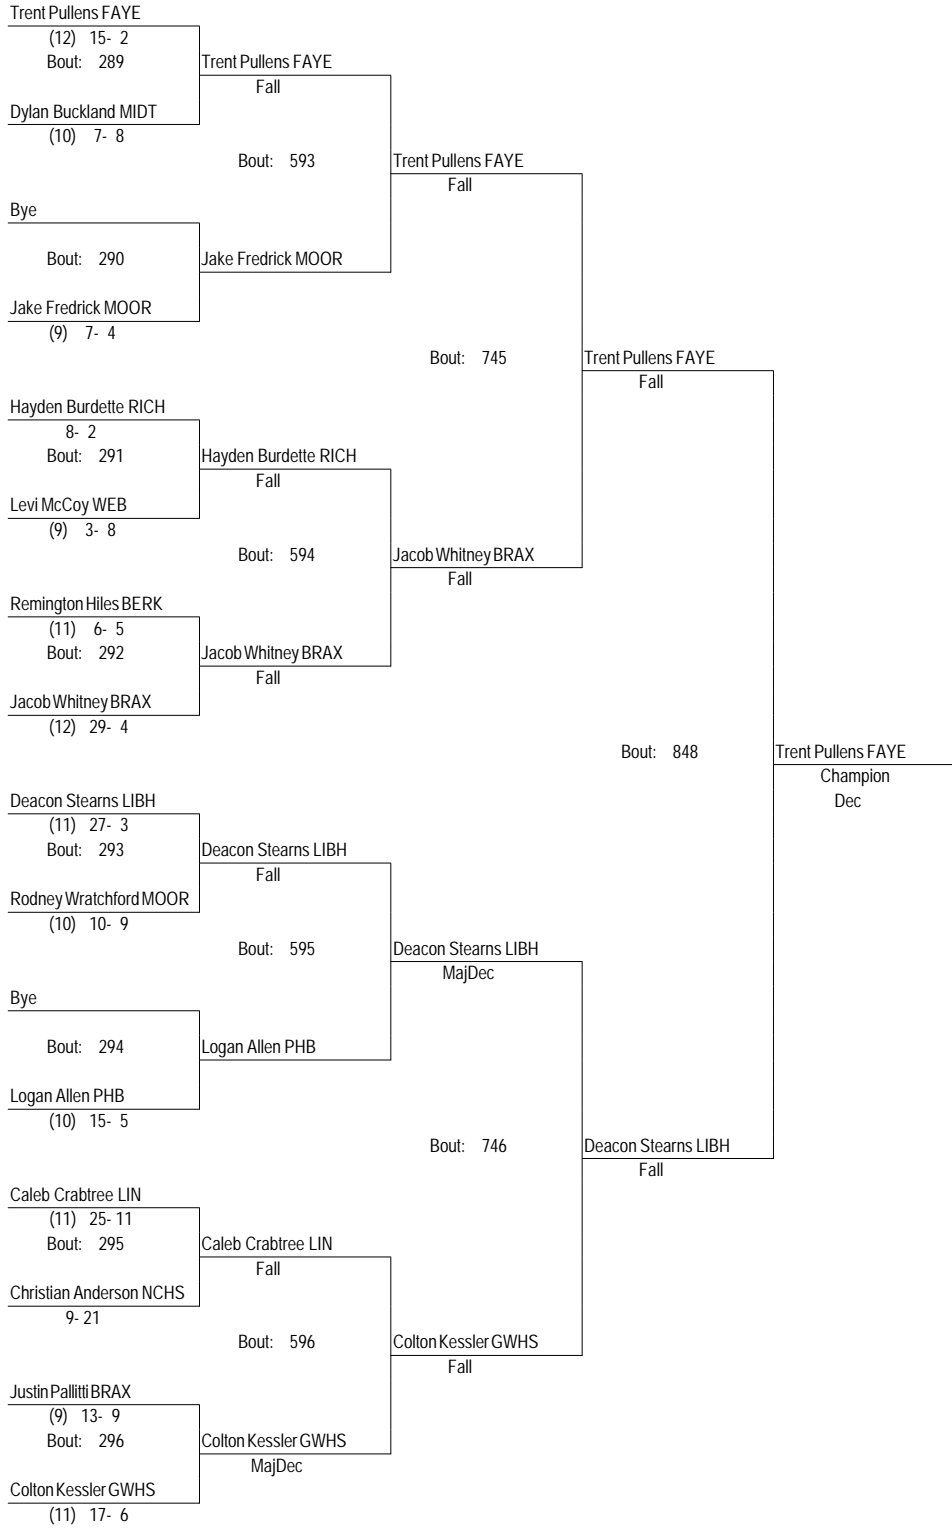 Trent Pullens FAYE
(12) 15- 2
Bout: 289
Trent Pullens FAYE
Fall
Dylan Buckland MIDT
(10) 7- 8
Bout: 593
Trent Pullens FAYE
Fall
Bye
Bout: 290
Jake Fredrick MOOR
Jake Fredrick MOOR
(9) 7- 4
Bout: 745
Trent Pullens FAYE
Fall
Hayden Burdette RICH
8- 2
Bout: 291
Hayden Burdette RICH
Fall
Levi McCoy WEB
(9) 3- 8
Bout: 594
Jacob Whitney BRAX
Fall
Remington Hiles BERK
(11) 6- 5
Bout: 292
Jacob Whitney BRAX
Fall
Jacob Whitney BRAX
(12) 29- 4
Bout: 848
Trent Pullens FAYE
Champion
Dec
Deacon Stearns LIBH
(11) 27- 3
Bout: 293
Deacon Stearns LIBH
Fall
Rodney Wratchford MOOR
(10) 10- 9
Bout: 595
Deacon Stearns LIBH
MajDec
Bye
Bout: 294
Logan Allen PHB
Logan Allen PHB
(10) 15- 5
Bout: 746
Deacon Stearns LIBH
Fall
Caleb Crabtree LIN
(11) 25- 11
Bout: 295
Caleb Crabtree LIN
Fall
Christian Anderson NCHS
9- 21
Bout: 596
Colton Kessler GWHS
Fall
Justin Pallitti BRAX
(9) 13- 9
Bout: 296
Colton Kessler GWHS
MajDec
Colton Kessler GWHS
(11) 17- 6